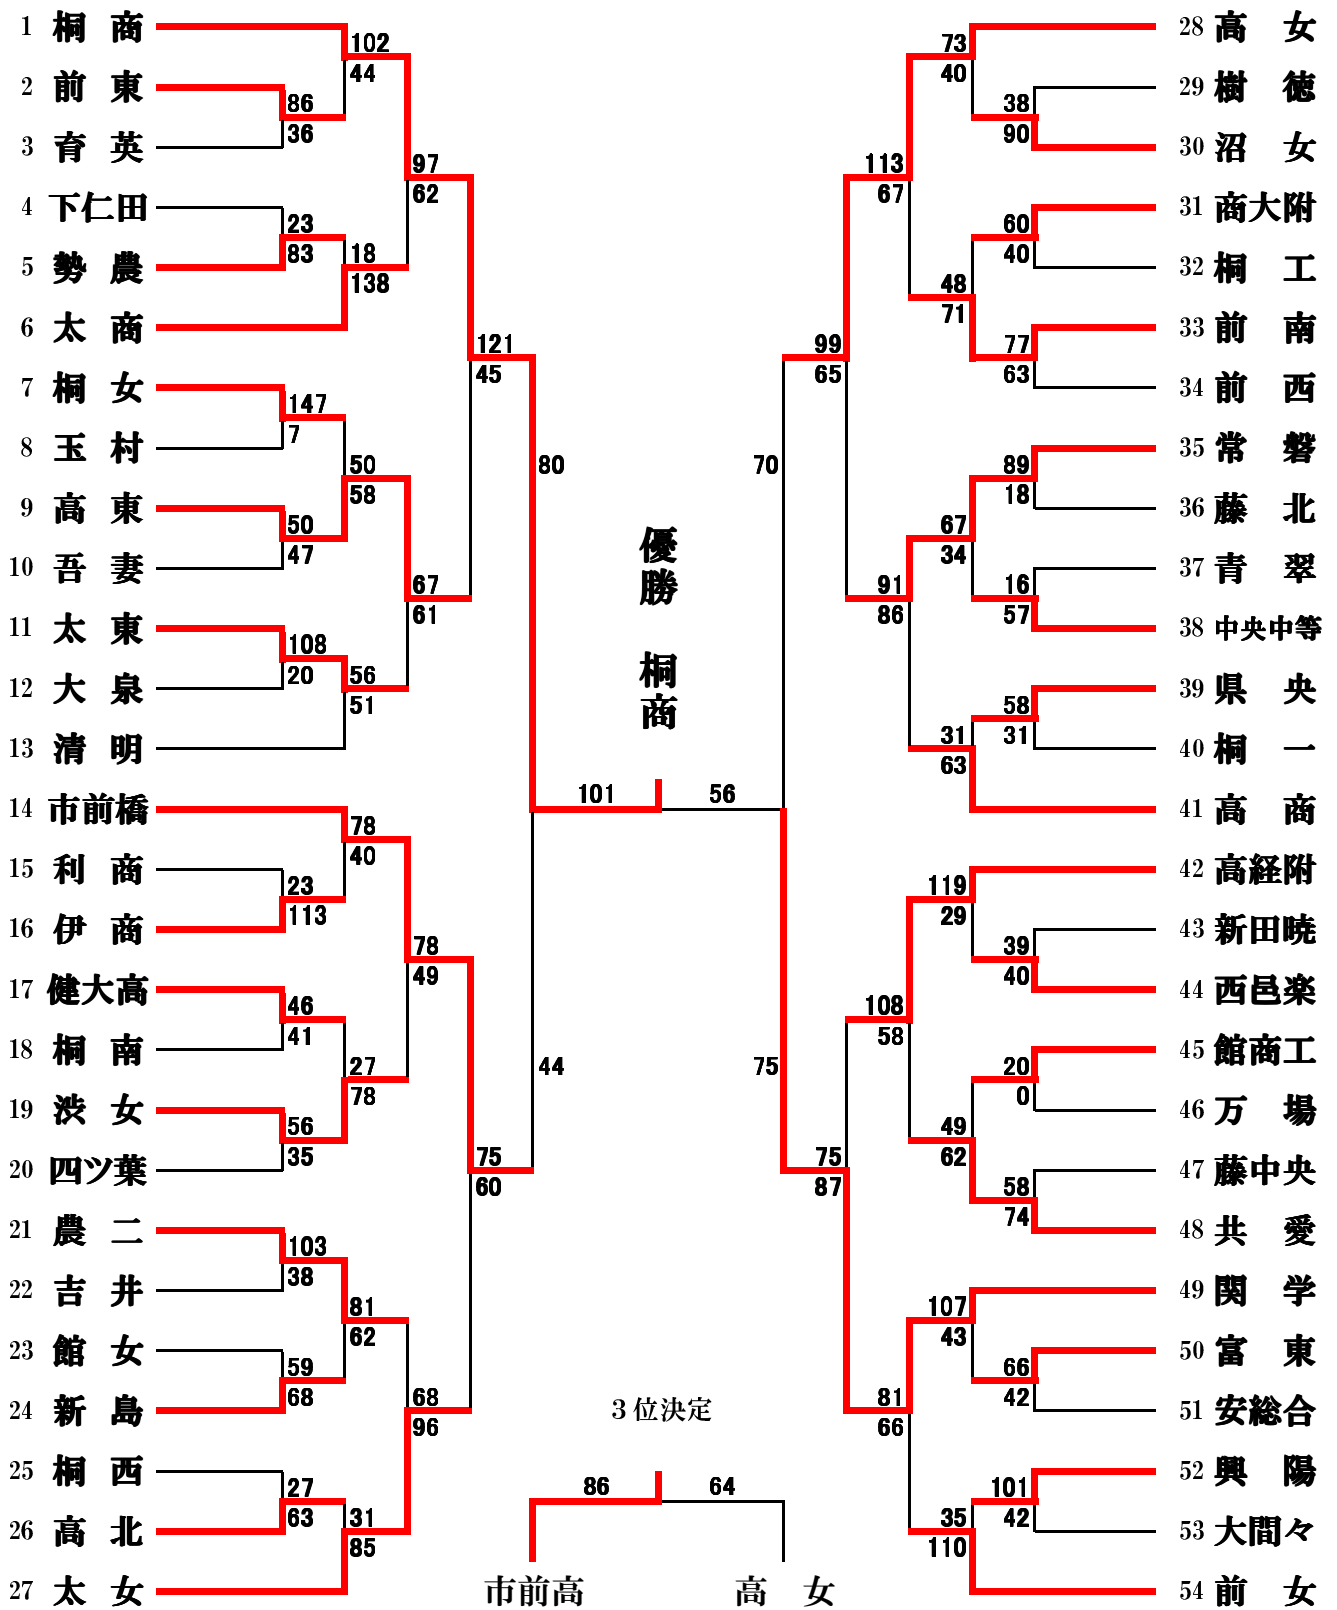 1 桐 商
2 前 東
3 育 英
4 下仁田
5 勢 農
6 太 商
7 桐 女
8 玉 村
9 高 東
10 吾 妻
11 太 東
12 大 泉
13 清 明
14 市前橋
15 利 商
16 伊 商
17 健大高
18 桐 南
19 渋 女
20 四ツ葉
21 農 二
22 吉 井
23 館 女
24 新 島
25 桐 西
26 高 北
27 太 女
86
36
23
83
147
7
50
47
108
20
23
113
46
41
56
35
103
38
59
68
27
63
102
44
18
138
50
58
56
51
78
40
27
78
81
62
31
85
97
62
67
61
78
49
68
96
121
45
75
60
80
44
優勝 桐商
101 56
70
75
99
65
75
87
113
67
91
86
108
58
81
66
73
40
48
71
67
34
31
63
119
29
49
62
107
43
35
110
38
90
60
40
77
63
89
18
16
57
58
31
39
40
20
0
58
74
66
42
101
42
28 高 女
29 樹 徳
30 沼 女
31 商大附
32 桐 工
33 前 南
34 前 西
35 常 磐
36 藤 北
37 青 翠
38 中央中等
39 県 央
40 桐 一
41 高 商
42 高経附
43 新田暁
44 西邑楽
45 館商工
46 万 場
47 藤中央
48 共 愛
49 関 学
50 富 東
51 安総合
52 興 陽
53 大間々
54 前 女
3位決定
86 64
市前高 高 女